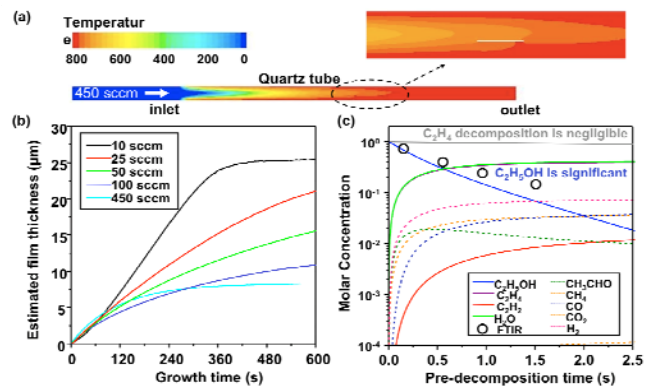 (a)
Temperatur
e
800 600 400 200 0
Quartz tube
450 sccm
inlet
outlet
(b)
Estimated film thickness (μm)
30
25
20
15
10
5
0
10 sccm
25 sccm
50 sccm
100 sccm
450 sccm
0 120 240 360 480 600
Growth time (s)
(c)
Molar Concentration
10⁰
10⁻¹
10⁻²
10⁻³
10⁻⁴
C₂H₄ decomposition is negligible
C₂H₅OH is significant
C₂H₅OH
C₂H₄
C₂H₂
H₂O
FTIR
CH₃CHO
CH₄
CO
CO₂
H₂
0.0 0.5 1.0 1.5 2.0 2.5
Pre-decomposition time (s)